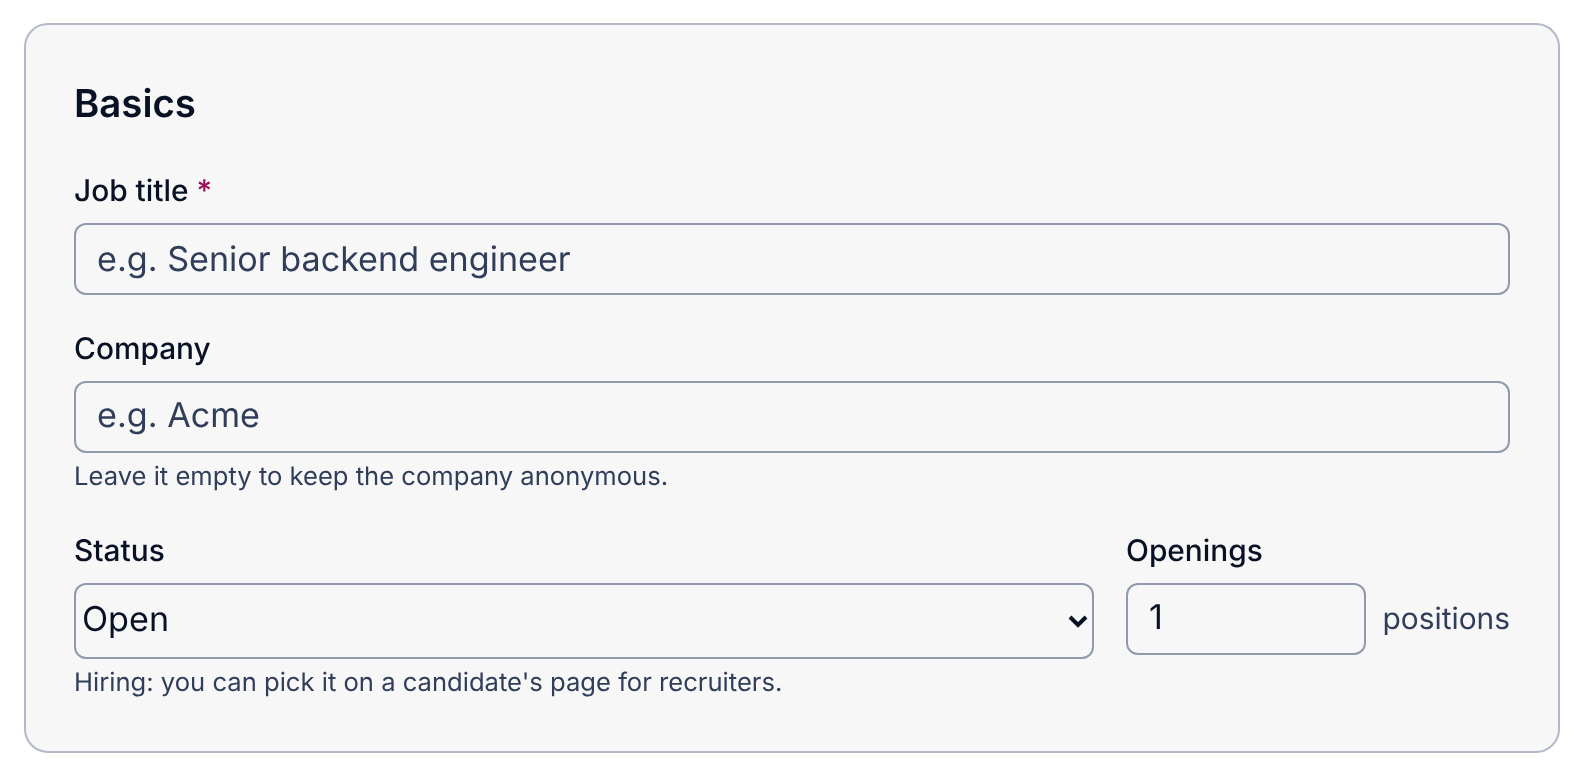 Basics
Job title *
e.g. Senior backend engineer
Company
e.g. Acme
Leave it empty to keep the company anonymous.
Status
Openings
Open
1 positions
Hiring: you can pick it on a candidate's page for recruiters.